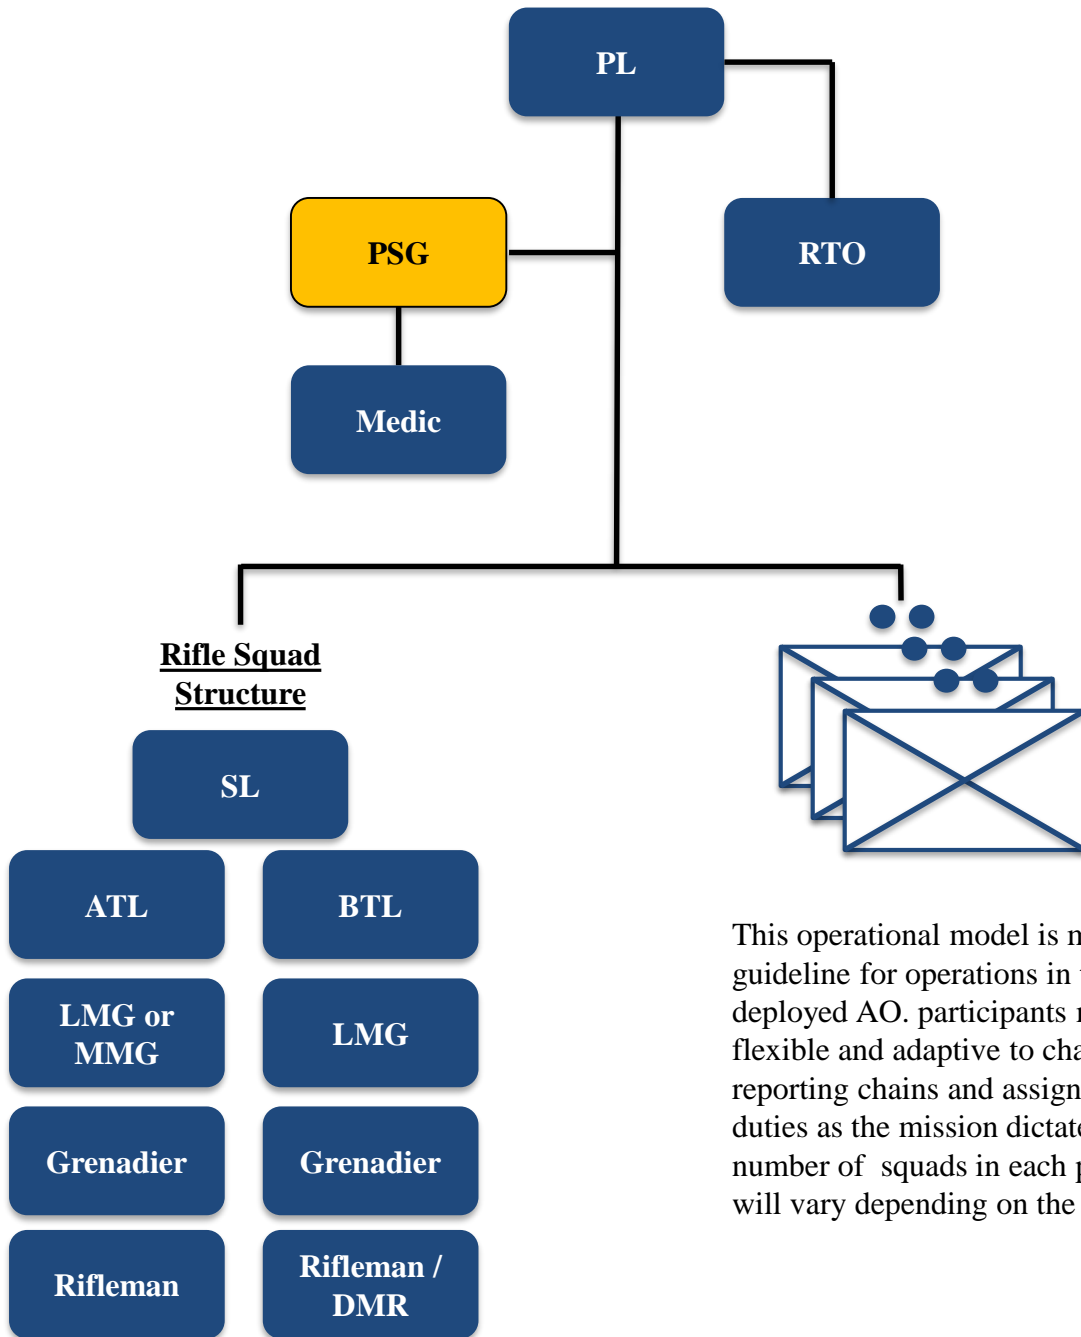 PL
PSG
RTO
Medic
Rifle Squad
Structure
SL
ATL
BTL
LMG or
MMG
LMG
Grenadier
Grenadier
Rifleman
Rifleman /
DMR
This operational model is
guideline for operations in
deployed AO. participants
flexible and adaptive to
reporting chains and
duties as the mission
number of  squads in each
will vary depending on the